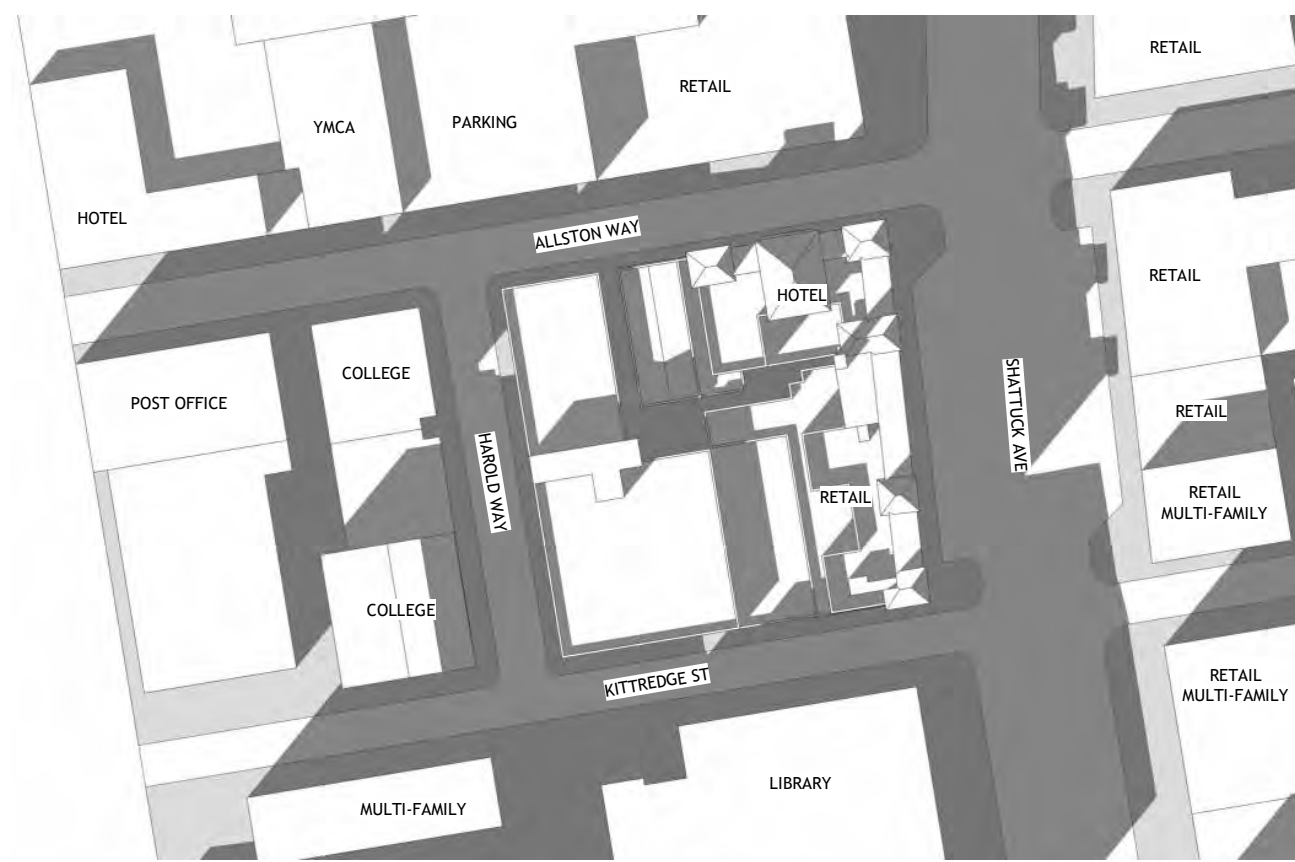 RETAIL
RETAIL
YMCA
PARKING
HOTEL
ALLSTON WAY
RETAIL
HOTEL
COLLEGE
POST OFFICE
SHATTUCK AVE
RETAIL
HAROLD WAY
RETAIL
RETAIL
MULTI-FAMILY
COLLEGE
KITTREDGE ST
RETAIL
MULTI-FAMILY
LIBRARY
MULTI-FAMILY